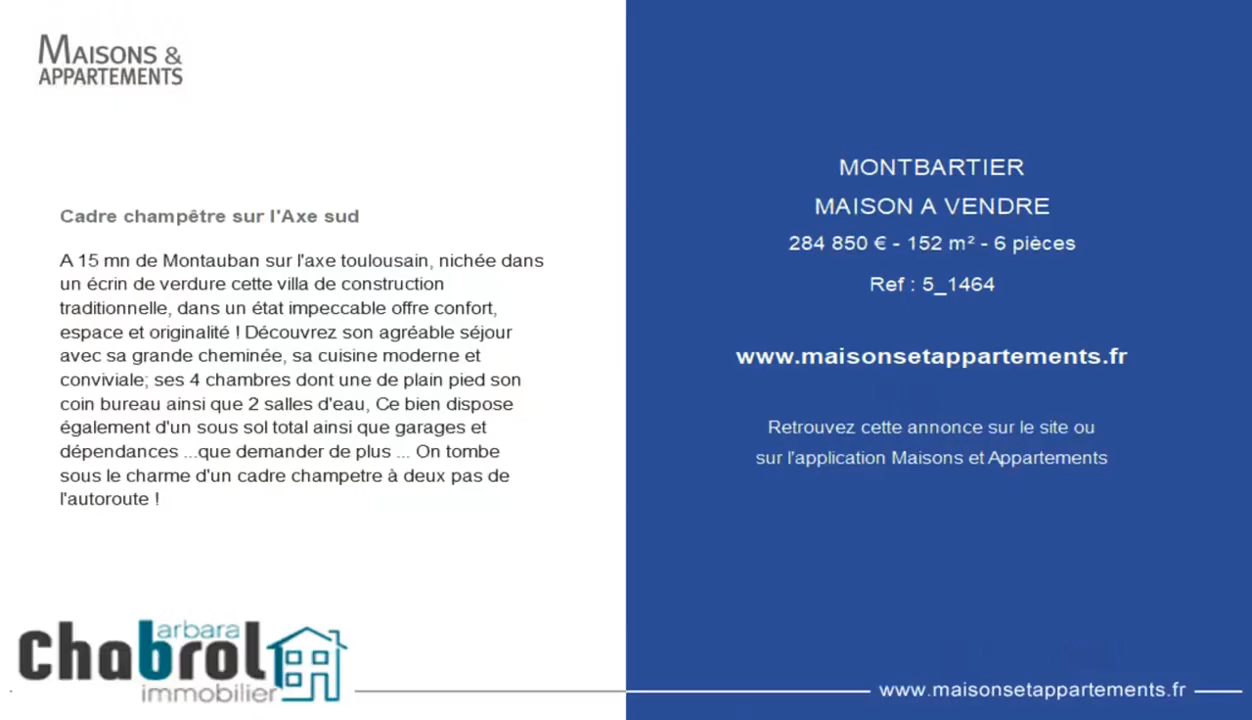 MAISONS &
APPARTEMENTS
Cadre champêtre sur l'Axe sud
A 15 mn de Montauban sur l'axe toulousain, nichée dans
un écrin de verdure cette villa de construction
traditionnelle, dans un état impeccable offre confort,
espace et originalité ! Découvrez son agréable séjour
avec sa grande cheminée, sa cuisine moderne et
conviviale; ses 4 chambres dont une de plain pied son
coin bureau ainsi que 2 salles d'eau, Ce bien dispose
également d'un sous sol total ainsi que garages et
dépendances ...que demander de plus ... On tombe
sous le charme d'un cadre champetre à deux pas de
l'autoroute !
arbara
Chabrol
immobilier
MONTBARTIER
MAISON A VENDRE
284 850 € - 152 m² - 6 pièces
Ref : 5_1464
www.maisonsetappartements.fr
Retrouvez cette annonce sur le site ou
sur l'application Maisons et Appartements
www.maisonsetappartements.fr